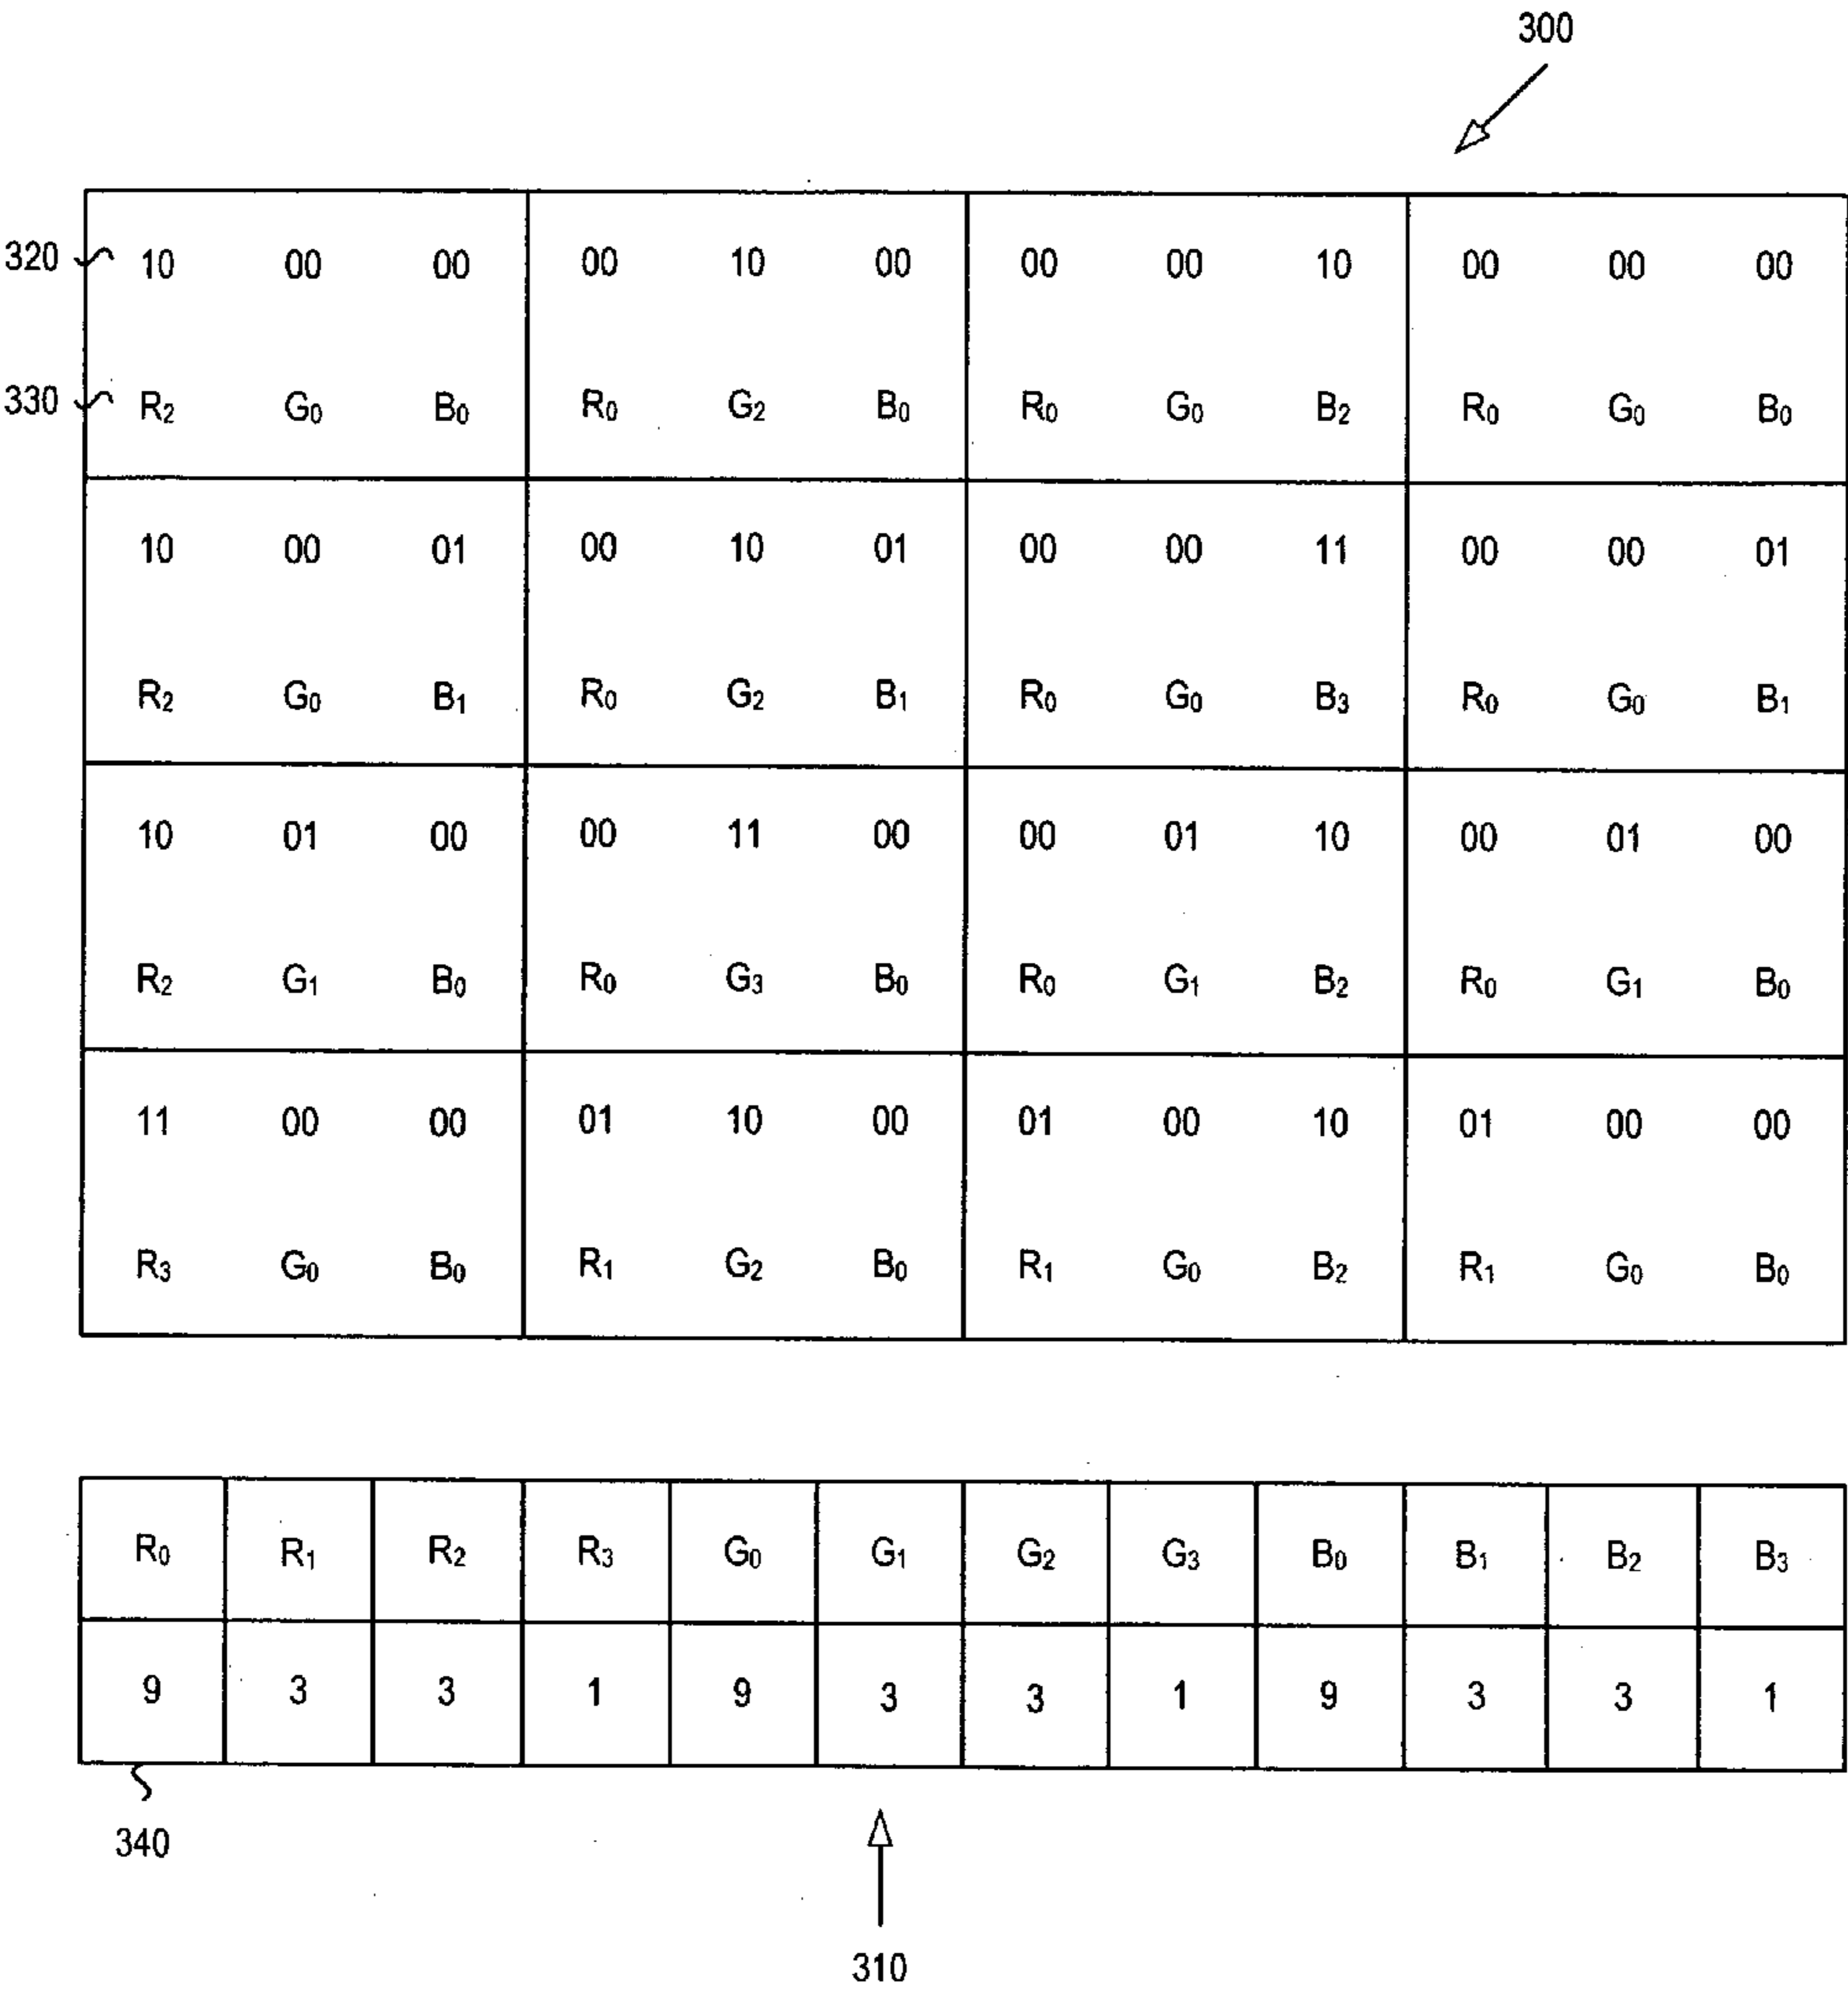 300
320 10 00 00 00 10 00 00 00 10 00 00 00
330 R₂ G₀ B₀ R₀ G₂ B₀ R₀ G₀ B₂ R₀ G₀ B₀
10 00 01 00 10 01 00 00 11 00 00 01
R₂ G₀ B₁ R₀ G₂ B₁ R₀ G₀ B₃ R₀ G₀ B₁
10 01 00 00 11 00 00 01 10 00 01 00
R₂ G₁ B₀ R₀ G₃ B₀ R₀ G₁ B₂ R₀ G₁ B₀
11 00 00 01 10 00 01 00 10 01 00 00
R₃ G₀ B₀ R₁ G₂ B₀ R₁ G₀ B₂ R₁ G₀ B₀
R₀ R₁ R₂ R₃ G₀ G₁ G₂ G₃ B₀ B₁ B₂ B₃
9 3 3 1 9 3 3 1 9 3 3 1
340
310